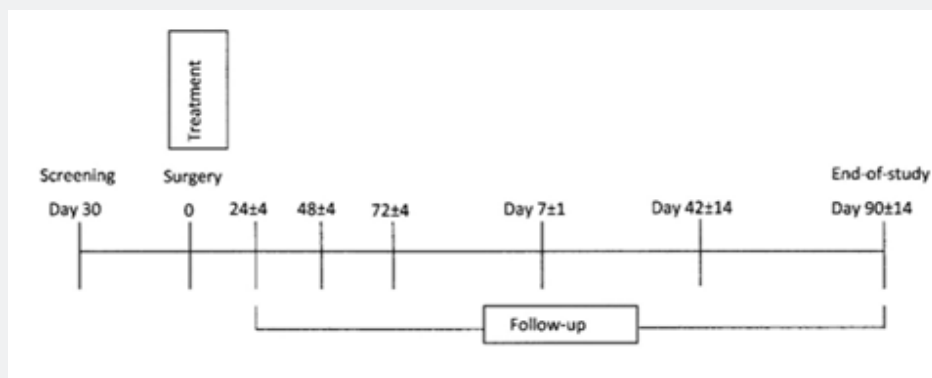 Treatment
Screening Surgery End-of-study
Day 30 0 24±4 48±4 72±4 Day 7±1 Day 42±14 Day 90±14
Follow-up